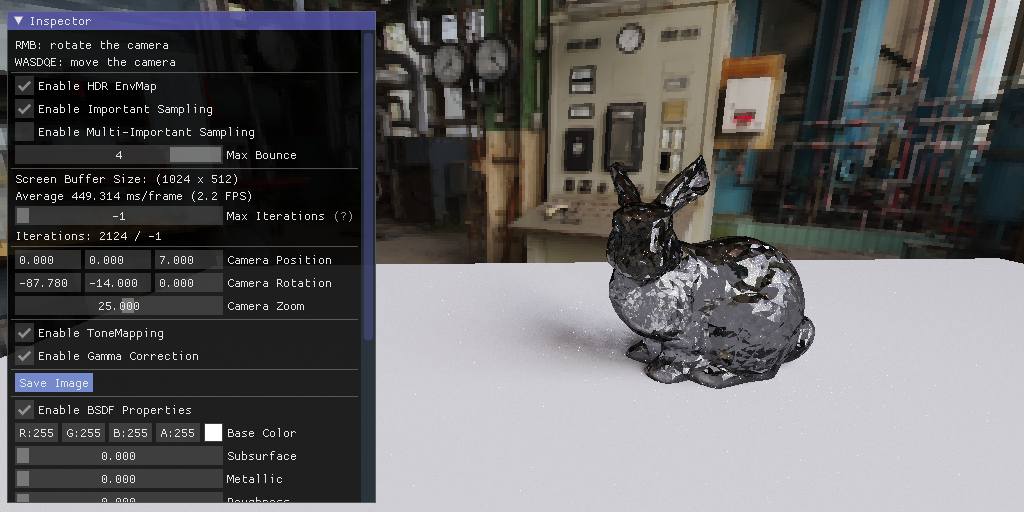 Inspector
RMB: rotate the camera
WASDQE: move the camera
Enable HDR EnvMap
Enable Important Sampling
Enable Multi-Important Sampling
4 Max Bounce
Screen Buffer Size: (1024 x 512)
Average 449.314 ms/frame (2.2 FPS)
-1 Max Iterations (?)
Iterations: 2124 / -1
0.000 0.000 7.000 Camera Position
-87.780 -14.000 0.000 Camera Rotation
25.000 Camera Zoom
Enable ToneMapping
Enable Gamma Correction
Save Image
Enable BSDF Properties
R:255 G:255 B:255 A:255 Base Color
0.000 Subsurface
0.000 Metallic
0.000 Roughness